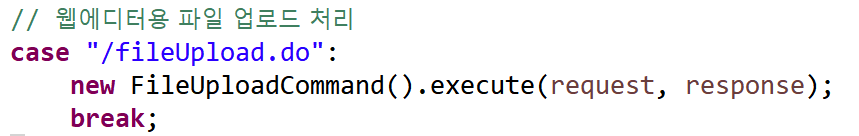 // 웹에디터용 파일 업로드 처리
case "/fileUpload.do":
    new FileUploadCommand().execute(request, response);
    break;